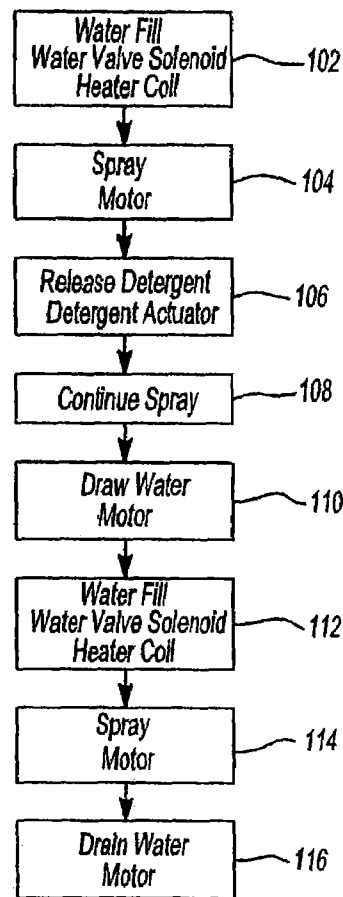 Water Fill
Water Valve Solenoid
Heater Coil
102
Spray
Motor
104
Release Detergent
Detergent Actuator
106
Continue Spray
108
Draw Water
Motor
110
Water Fill
Water Valve Solenoid
Heater Coil
112
Spray
Motor
114
Drain Water
Motor
116